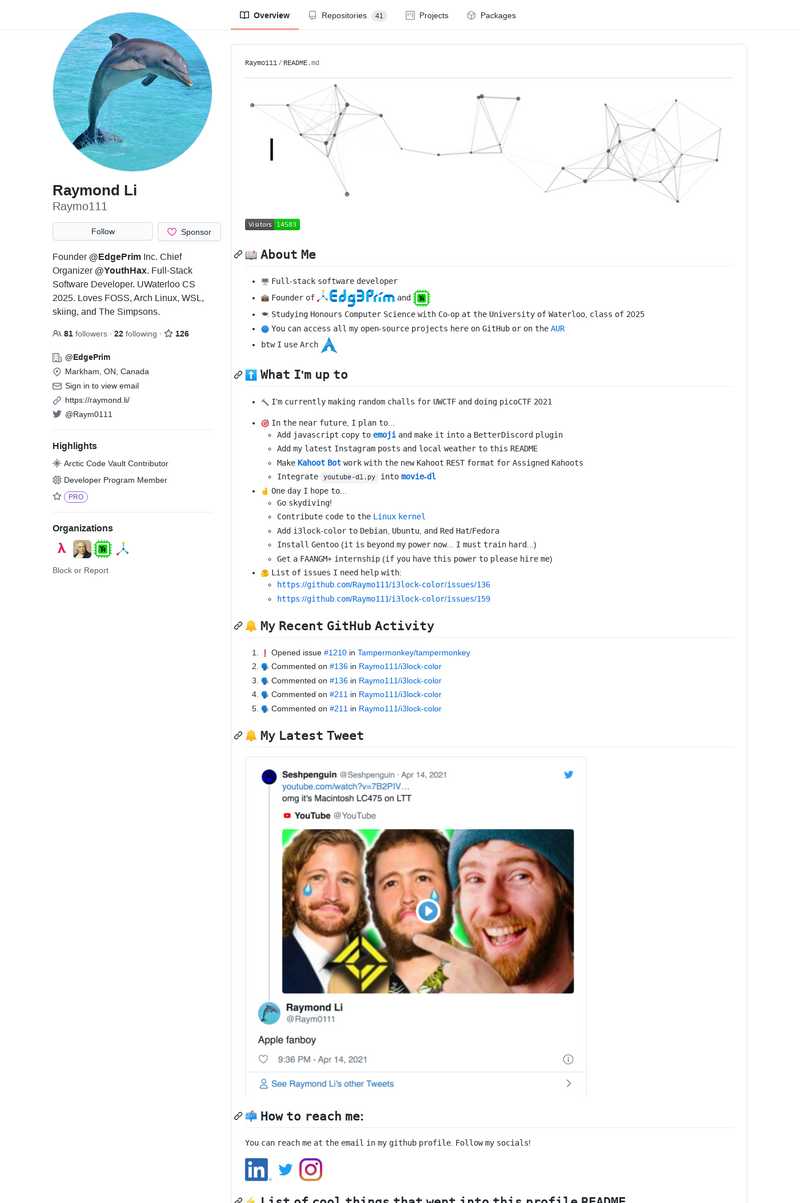 Overview
Repositories 41
Projects
Packages
Raymond Li
Raymo111
Follow
Sponsor
Founder @EdgePrim Inc. Chief
Organizer @YouthHax. Full-Stack
Software Developer. UWaterloo CS
2025. Loves FOSS, Arch Linux, WSL,
skiing, and The Simpsons.
81 followers · 22 following · 126
@EdgePrim
Markham, ON, Canada
Sign in to view email
https://raymond.li/
@Raym0111
Highlights
Arctic Code Vault Contributor
Developer Program Member
PRO
Organizations
Block or Report
Raymo111 / README.md
Visitors 14583
About Me
Full-stack software developer
Founder of Edg3Prim and
Studying Honours Computer Science with Co-op at the University of Waterloo, class of 2025
You can access all my open-source projects here on GitHub or on the AUR
btw I use Arch
What I'm up to
I'm currently making random challs for UWCTF and doing picoCTF 2021
In the near future, I plan to...
Add javascript copy to emoji and make it into a BetterDiscord plugin
Add my latest Instagram posts and local weather to this README
Make Kahoot Bot work with the new Kahoot REST format for Assigned Kahoots
Integrate youtube-dl.py into movie-dl
One day I hope to...
Go skydiving!
Contribute code to the Linux kernel
Add i3lock-color to Debian, Ubuntu, and Red Hat/Fedora
Install Gentoo (it is beyond my power now... I must train hard...)
Get a FAANGM+ internship (if you have this power to please hire me)
List of issues I need help with:
https://github.com/Raymo111/i3lock-color/issues/136
https://github.com/Raymo111/i3lock-color/issues/159
My Recent GitHub Activity
1. Opened issue #1210 in Tampermonkey/tampermonkey
2. Commented on #136 in Raymo111/i3lock-color
3. Commented on #136 in Raymo111/i3lock-color
4. Commented on #211 in Raymo111/i3lock-color
5. Commented on #211 in Raymo111/i3lock-color
My Latest Tweet
Seshpenguin @Seshpenguin · Apr 14, 2021
youtube.com/watch?v=7B2PIV…
omg it's Macintosh LC475 on LTT
YouTube @YouTube
Raymond Li
@Raym0111
Apple fanboy
9:36 PM · Apr 14, 2021
See Raymond Li's other Tweets
How to reach me:
You can reach me at the email in my github profile. Follow my socials!
List of cool things that went into this profile README